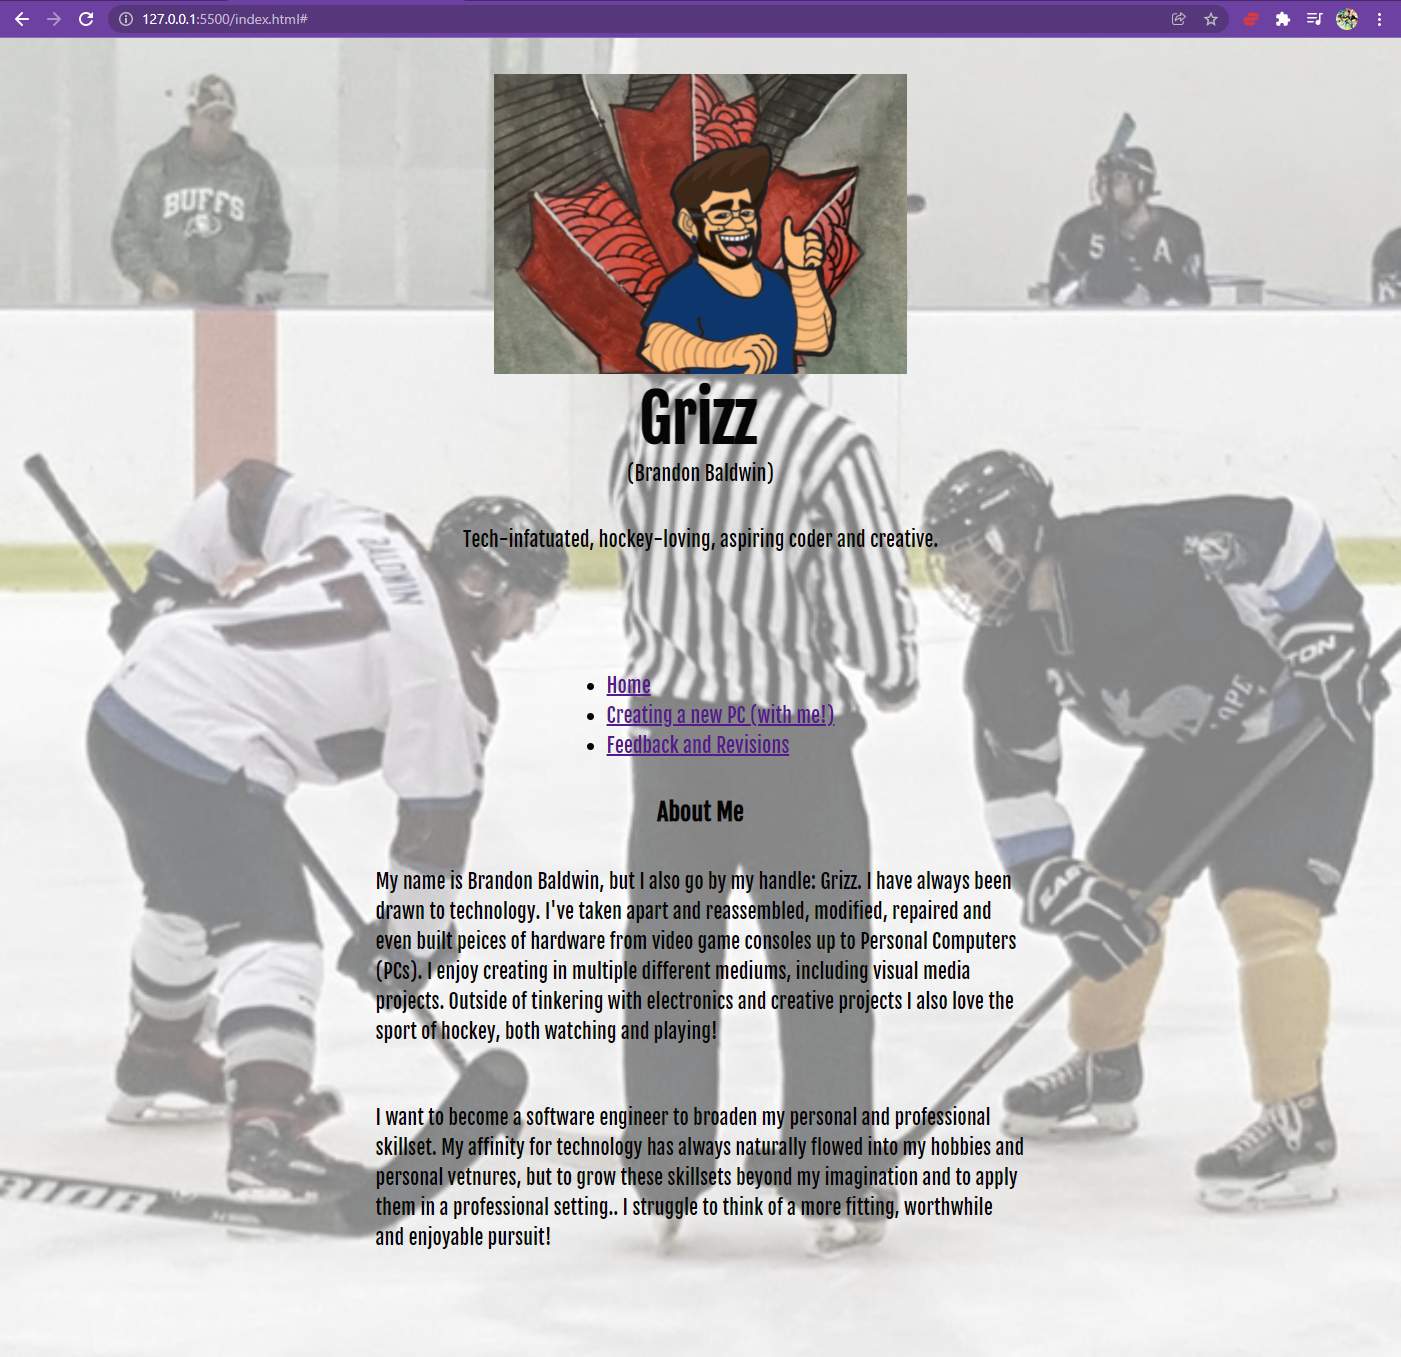 127.0.0.1:5500/index.html#
BUFFS
5 A
Grizz
(Brandon Baldwin)
BALDWIN
77
Tech-infatuated, hockey-loving, aspiring coder and creative.
TON
Home
Creating a new PC (with me!)
Feedback and Revisions
About Me
My name is Brandon Baldwin, but I also go by my handle: Grizz. I have always been
drawn to technology. I've taken apart and reassembled, modified, repaired and
even built peices of hardware from video game consoles up to Personal Computers
(PCs). I enjoy creating in multiple different mediums, including visual media
projects. Outside of tinkering with electronics and creative projects I also love the
sport of hockey, both watching and playing!
EAST
I want to become a software engineer to broaden my personal and professional
skillset. My affinity for technology has always naturally flowed into my hobbies and
personal vetnures, but to grow these skillsets beyond my imagination and to apply
them in a professional setting.. I struggle to think of a more fitting, worthwhile
and enjoyable pursuit!